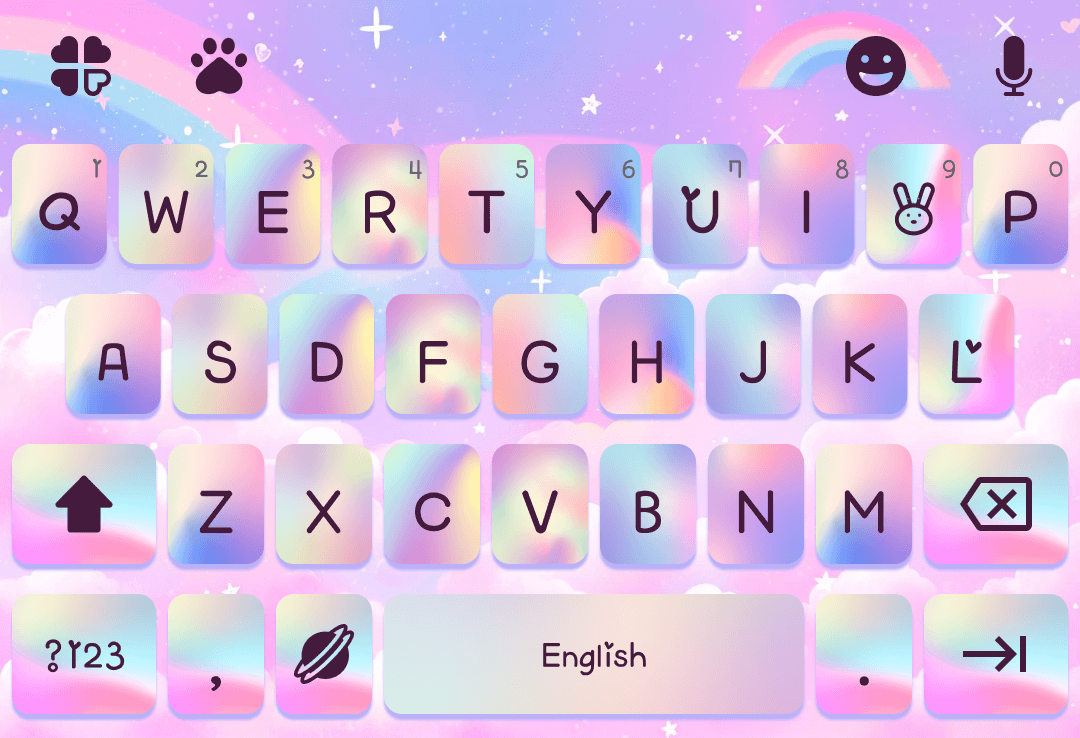 1 2 3 4 5 6 7 8 9 0
Q W E R T Y U I P
A S D F G H J K L
Z X C V B N M
?123 , English .